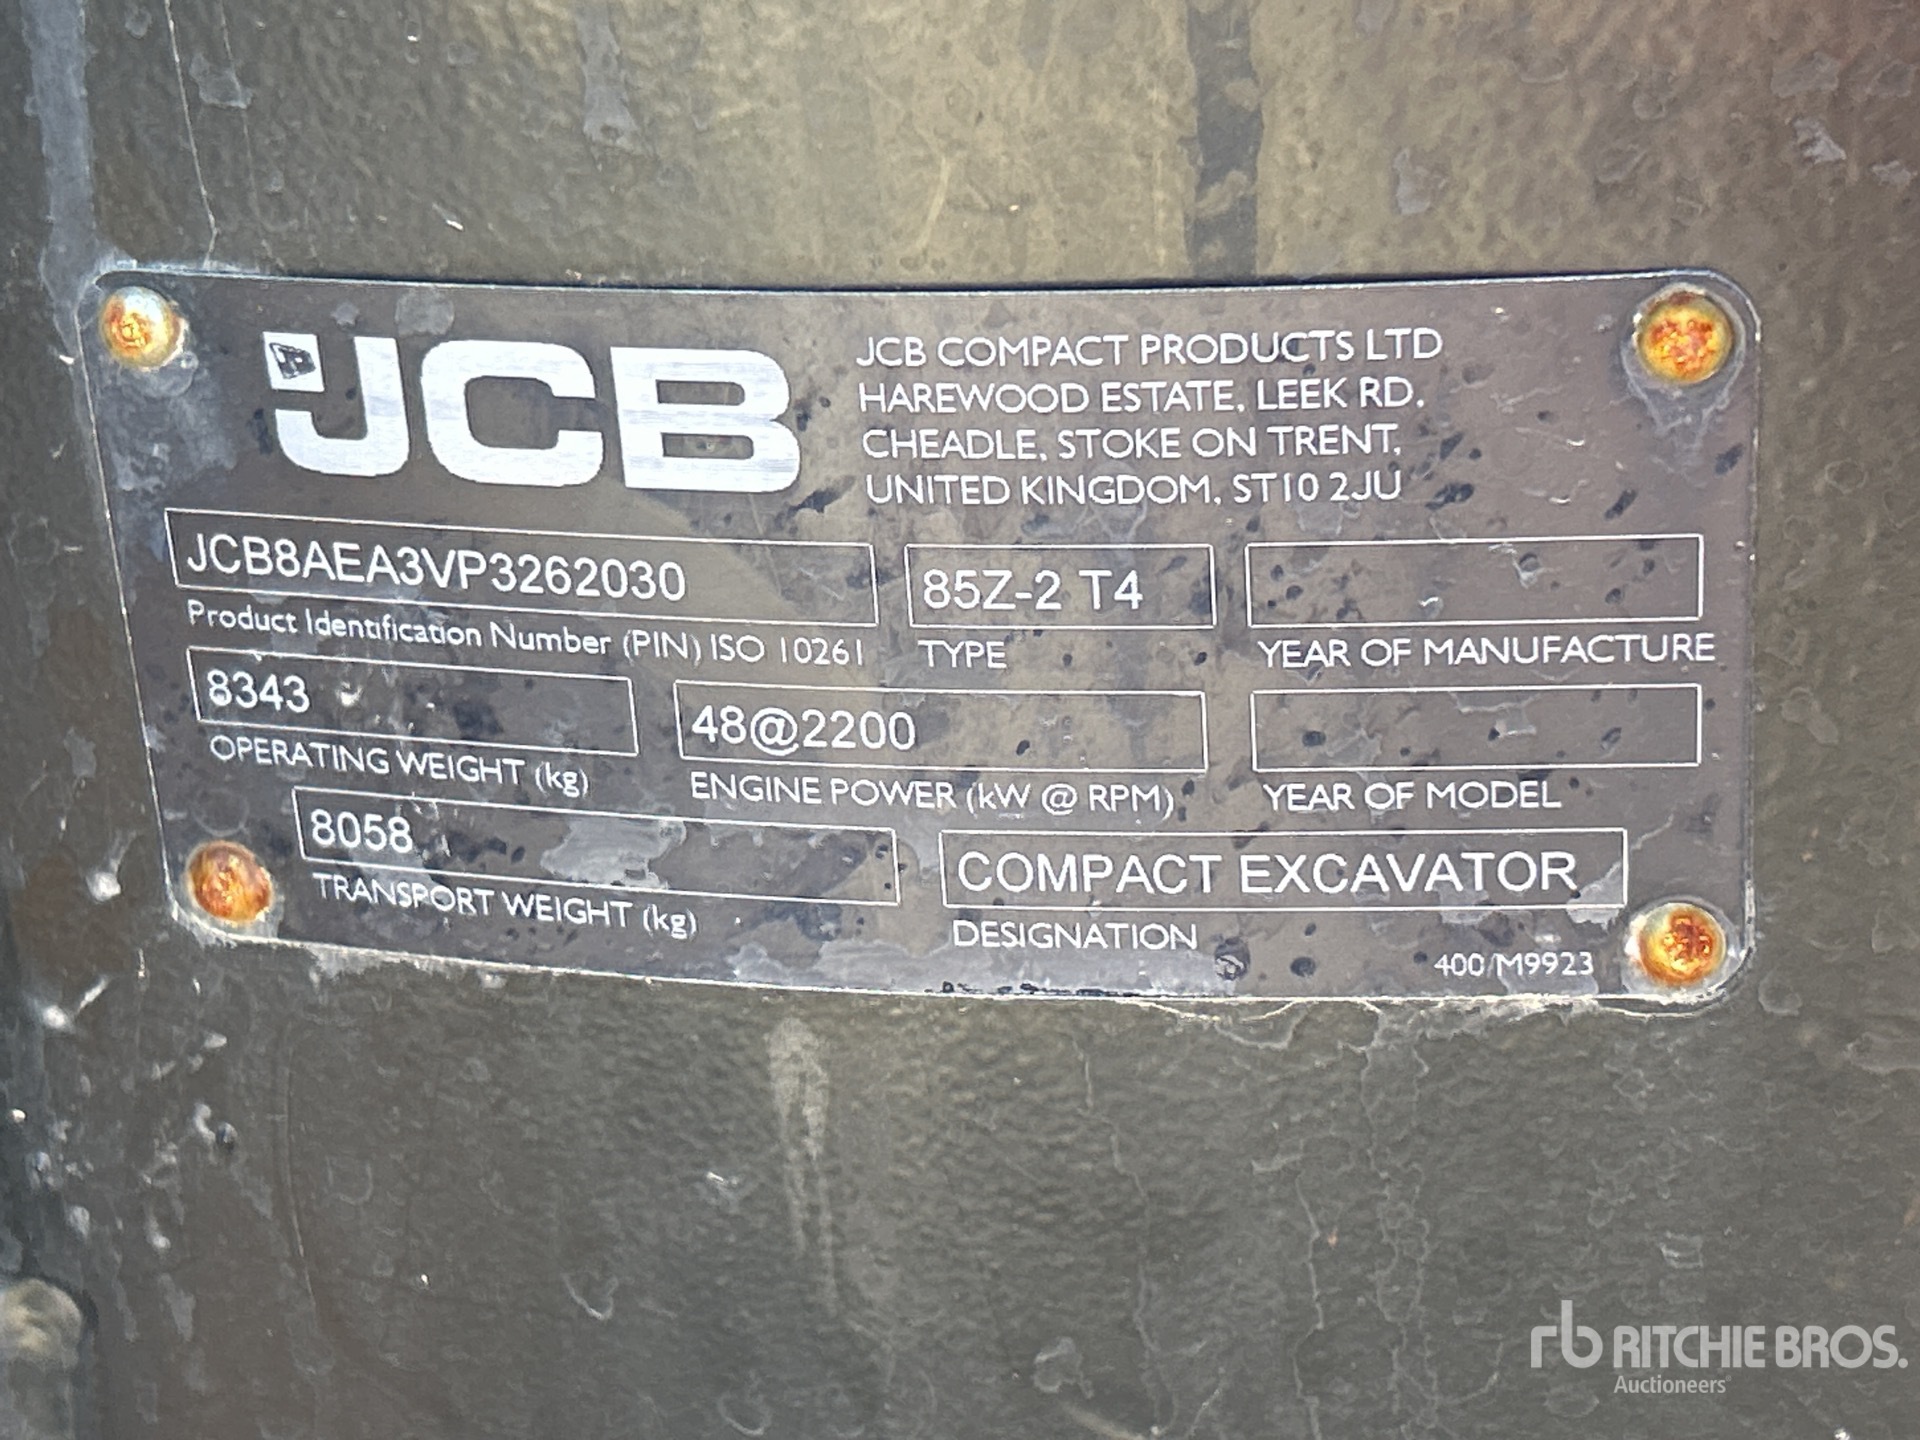 JCB
JCB COMPACT PRODUCTS LTD
HAREWOOD ESTATE, LEEK RD,
CHEADLE, STOKE ON TRENT,
UNITED KINGDOM, ST10 2JU
JCB8AEA3VP3262030
Product Identification Number (PIN) ISO 10261
85Z-2 T4
TYPE
YEAR OF MANUFACTURE
8343
OPERATING WEIGHT (kg)
48@2200
ENGINE POWER (kW @ RPM)
YEAR OF MODEL
8058
TRANSPORT WEIGHT (kg)
COMPACT EXCAVATOR
DESIGNATION
400/M9923
rb RITCHIE BROS.
Auctioneers